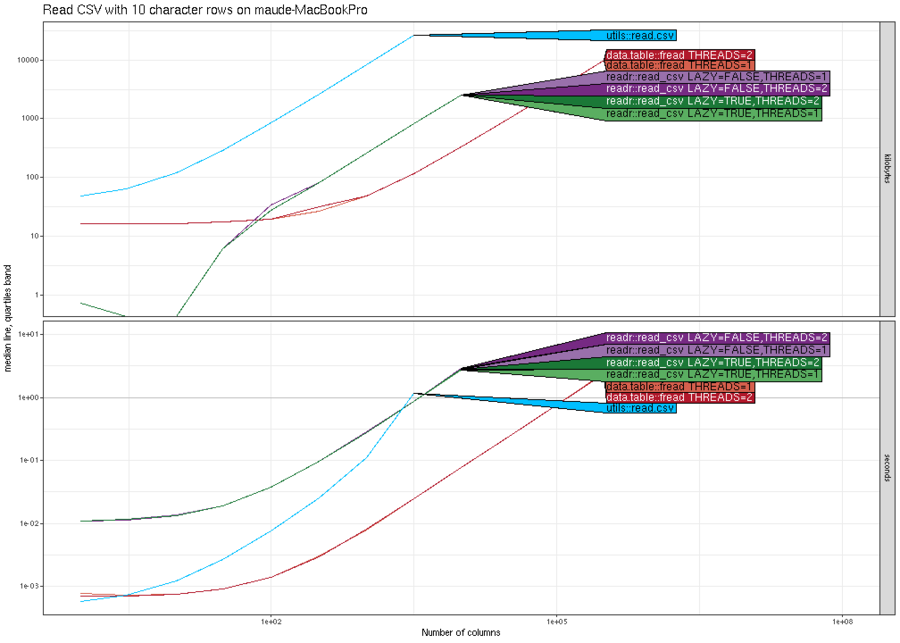 Read CSV with 10 character rows on maude-MacBookPro
median line, quartiles band
10000
1000
100
10
1
utils::read.csv
data.table::fread THREADS=2
data.table::fread THREADS=1
readr::read_csv LAZY=FALSE,THREADS=1
readr::read_csv LAZY=FALSE,THREADS=2
readr::read_csv LAZY=TRUE,THREADS=2
readr::read_csv LAZY=TRUE,THREADS=1
kilobytes
1e+01
1e+00
1e-01
1e-02
1e-03
readr::read_csv LAZY=FALSE,THREADS=2
readr::read_csv LAZY=FALSE,THREADS=1
readr::read_csv LAZY=TRUE,THREADS=2
readr::read_csv LAZY=TRUE,THREADS=1
data.table::fread THREADS=1
data.table::fread THREADS=2
utils::read.csv
seconds
1e+02
1e+05
1e+08
Number of columns